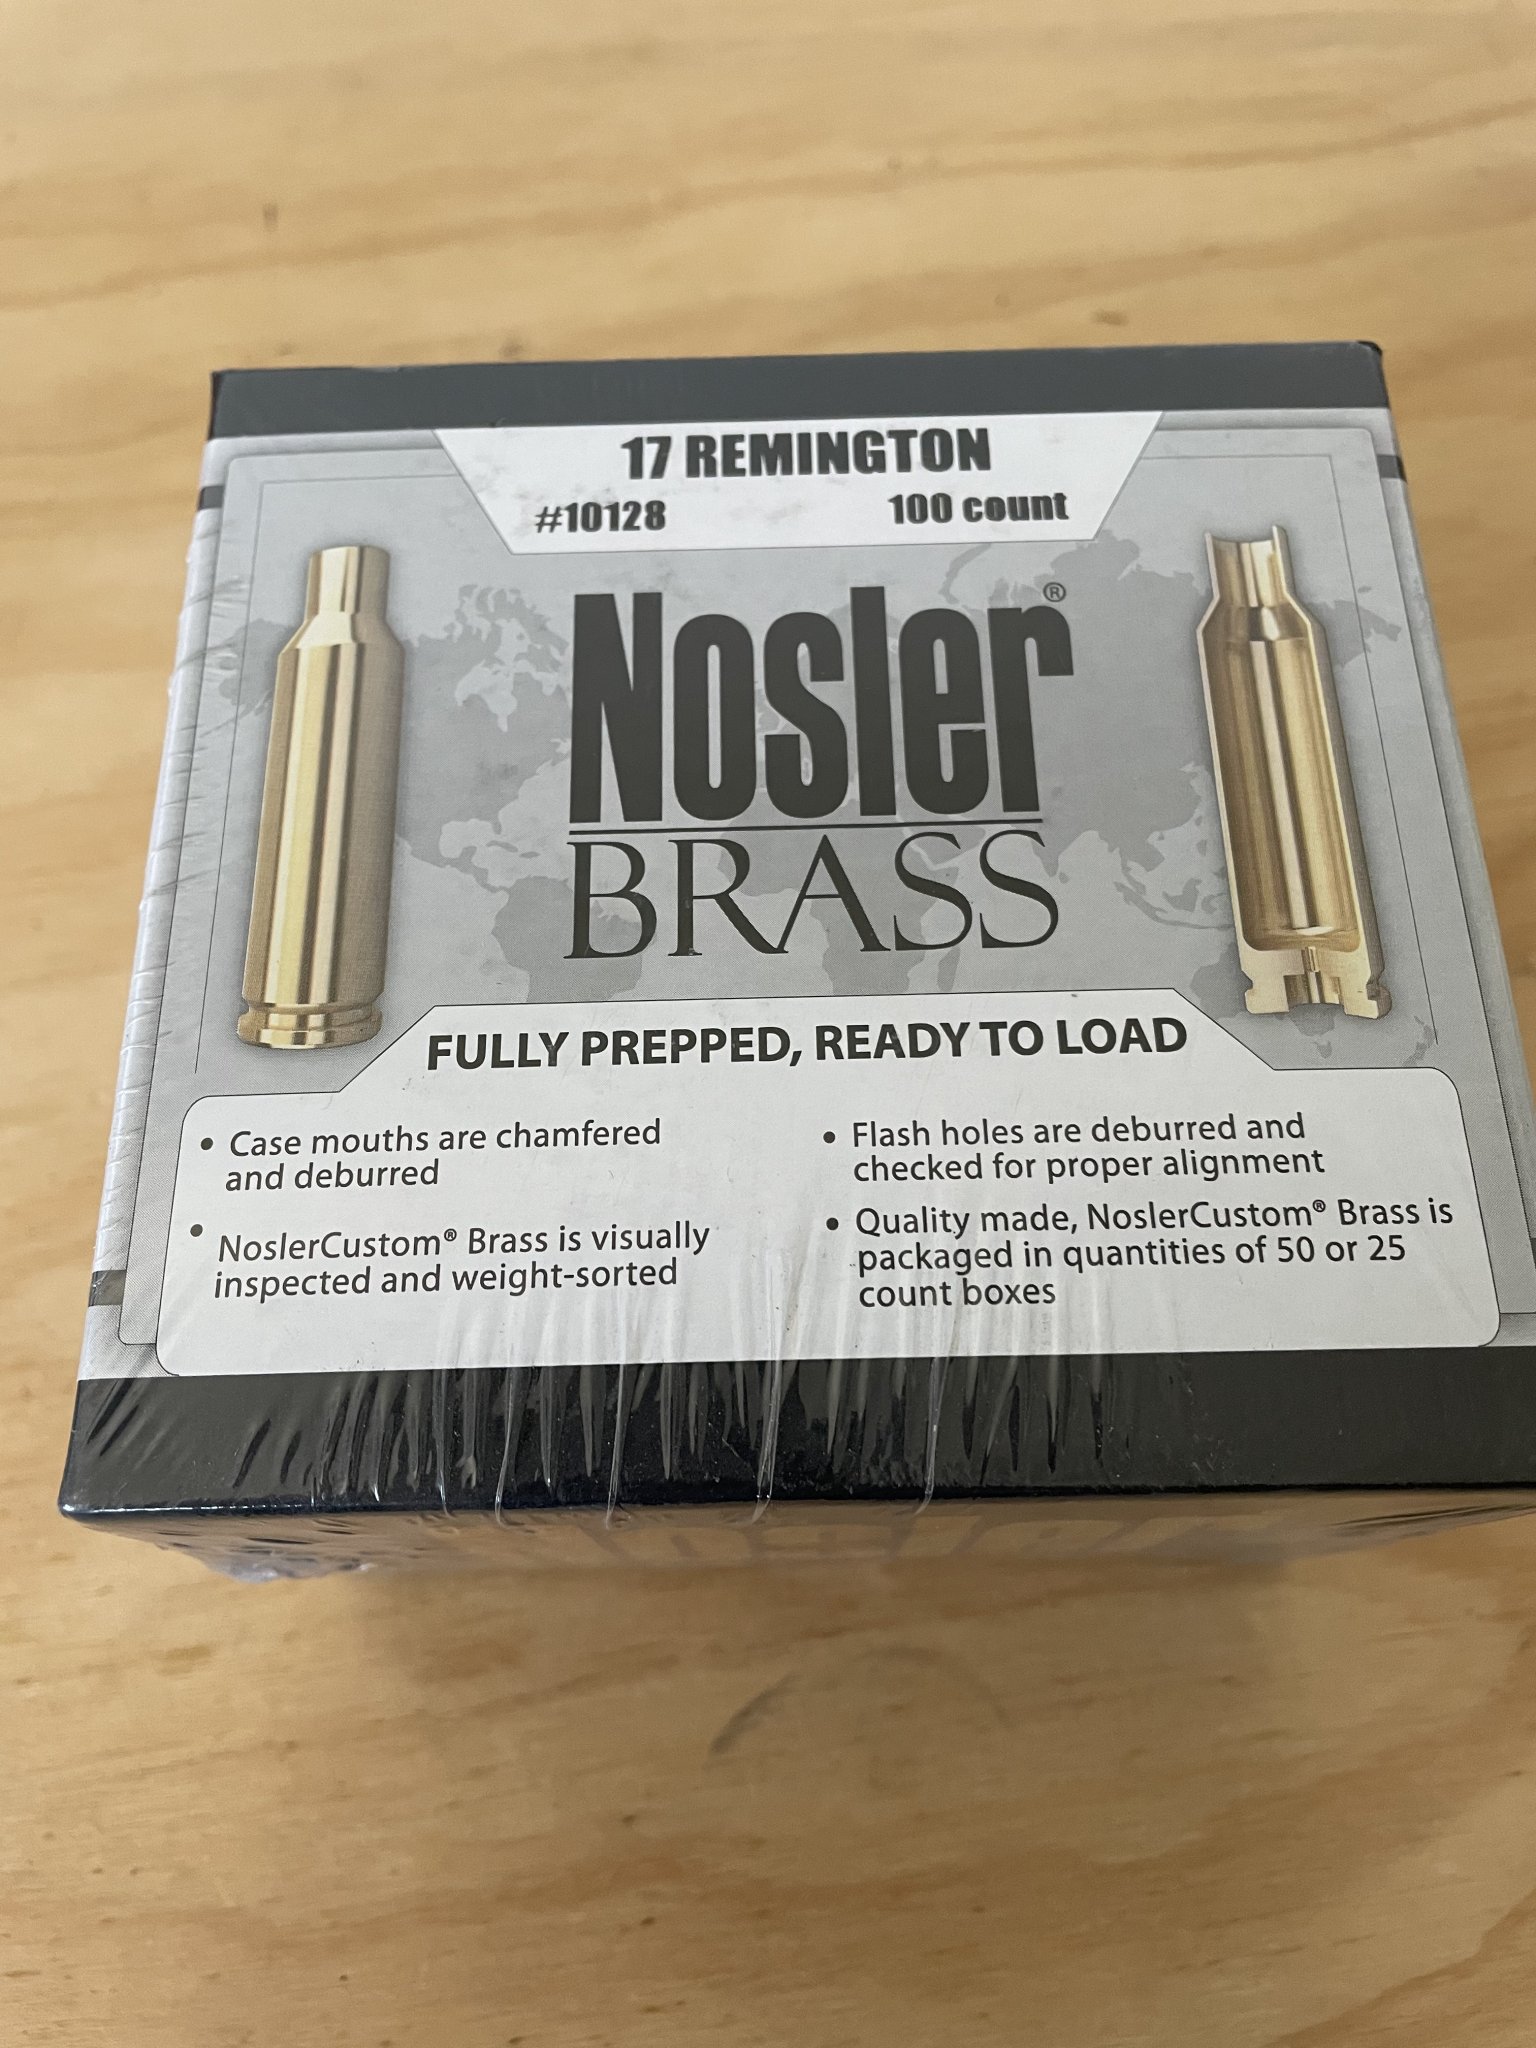 17 REMINGTON
#10128 100 count
Nosler®
BRASS
FULLY PREPPED, READY TO LOAD
• Case mouths are chamfered
and deburred
• NoslerCustom® Brass is visually
inspected and weight-sorted
• Flash holes are deburred and
checked for proper alignment
• Quality made, NoslerCustom® Brass is
packaged in quantities of 50 or 25
count boxes